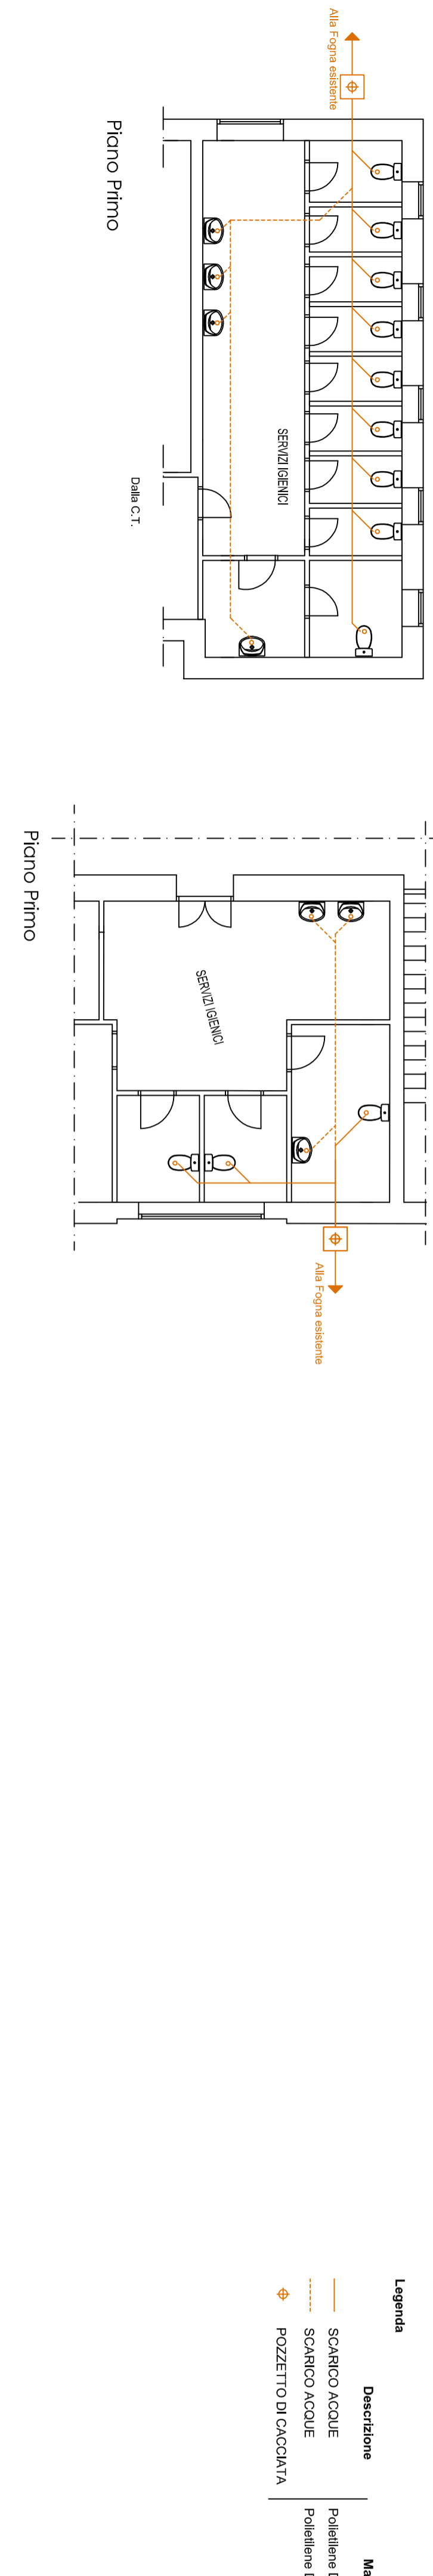 Alla Fogna esistente
Piano Primo
SERVIZI IGIENICI
Dalla C.T.
Piano Primo
SERVIZI IGIENICI
Alla Fogna esistente
Legenda
Descrizione
SCARICO ACQUE
Polietilene
SCARICO ACQUE
Polietilene
POZZETTO DI CACCIATA